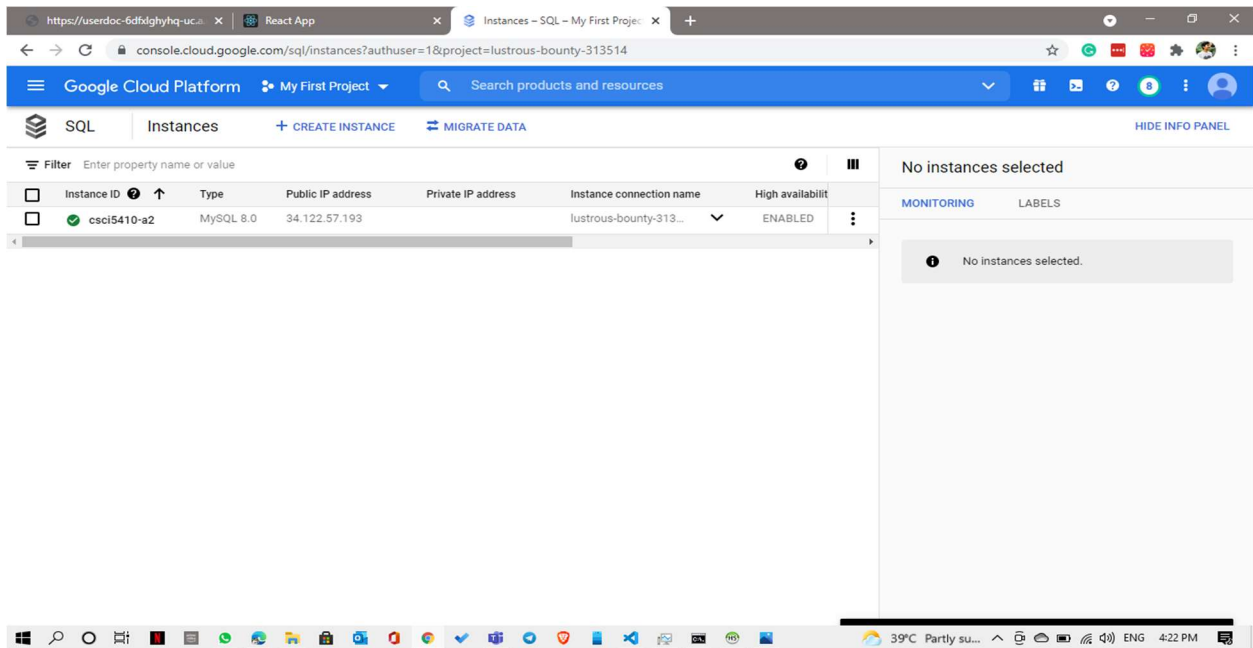 https://userdoc-6dfxlghyhq-uc.a.
React App
Instances – SQL – My First Projec
console.cloud.google.com/sql/instances?authuser=1&project=lustrous-bounty-313514
Google Cloud Platform My First Project Search products and resources 8
SQL Instances + CREATE INSTANCE MIGRATE DATA HIDE INFO PANEL
Filter Enter property name or value
No instances selected
Instance ID Type Public IP address Private IP address Instance connection name High availabilit
MONITORING LABELS
csci5410-a2 MySQL 8.0 34.122.57.193 lustrous-bounty-313... ENABLED
No instances selected.
39°C Partly su... ENG 4:22 PM